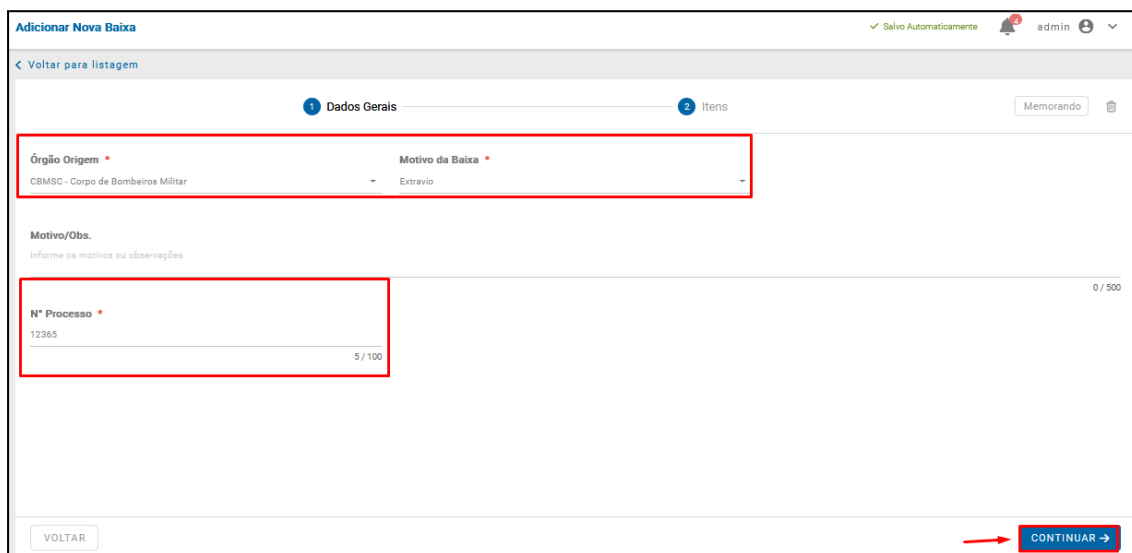 Adicionar Nova Baixa
✓ Salvo Automaticamente
4
admin
Voltar para listagem
1 Dados Gerais
2 Itens
Memorando
Órgão Origem *
Motivo da Baixa *
CBMSC - Corpo de Bombeiros Militar
Extravio
Motivo/Obs.
Informe os motivos ou observações
0 / 500
N° Processo *
12365
5 / 100
VOLTAR
CONTINUAR →